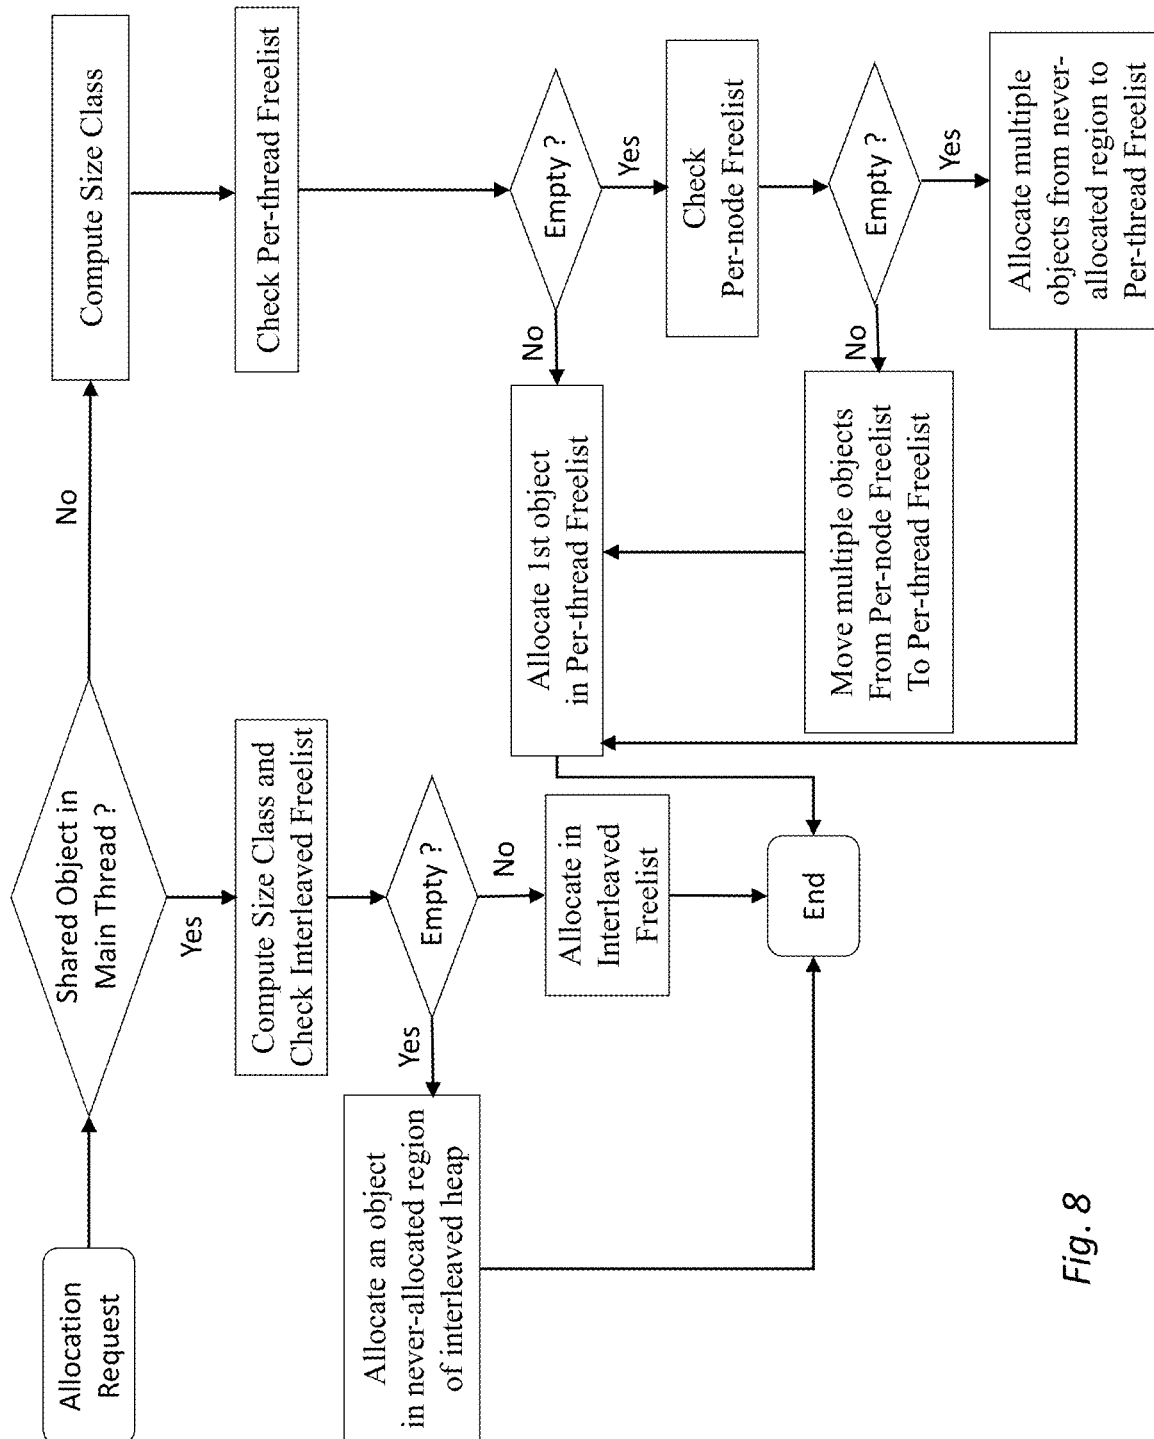 Allocation
Request
Shared Object in
Main Thread ?
No
Compute Size Class
Yes
Compute Size Class and
Check Interleaved Freelist
Check Per-thread Freelist
Empty ?
Yes
No
Allocate an object
in never-allocated region
of interleaved heap
Allocate in
Interleaved
Freelist
Empty ?
No
Yes
Allocate 1st object
in Per-thread Freelist
Check
Per-node Freelist
Empty ?
No
Yes
Move multiple objects
From Per-node Freelist
To Per-thread Freelist
Allocate multiple
objects from never-
allocated region to
Per-thread Freelist
End
Fig. 8